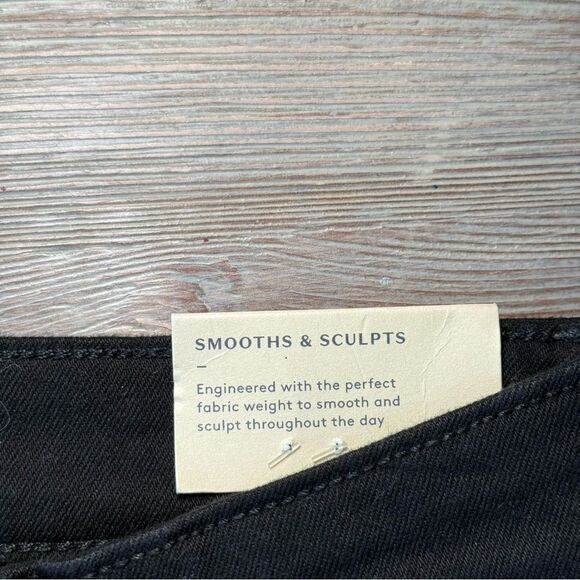 SMOOTHS & SCULPTS
Engineered with the perfect
fabric weight to smooth and
sculpt throughout the day